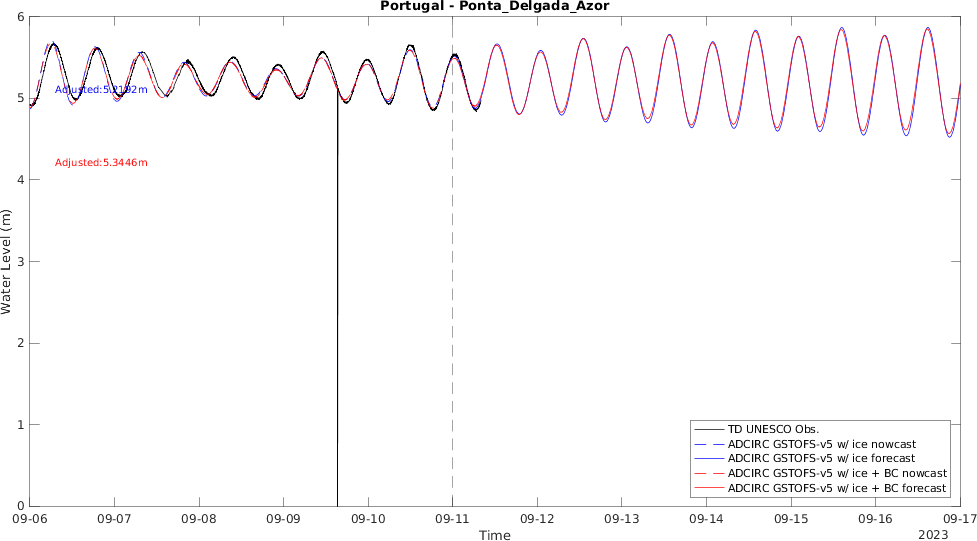 Portugal - Ponta_Delgada_Azor
6
5
4
3
2
1
0
Water Level (m)
Adjusted:5.2192m
Adjusted:5.3446m
TD UNESCO Obs.
ADCIRC GSTOFS-v5 w/ ice nowcast
ADCIRC GSTOFS-v5 w/ ice forecast
ADCIRC GSTOFS-v5 w/ ice + BC nowcast
ADCIRC GSTOFS-v5 w/ ice + BC forecast
09-06 09-07 09-08 09-09 09-10 09-11 09-12 09-13 09-14 09-15 09-16 09-17
Time
2023